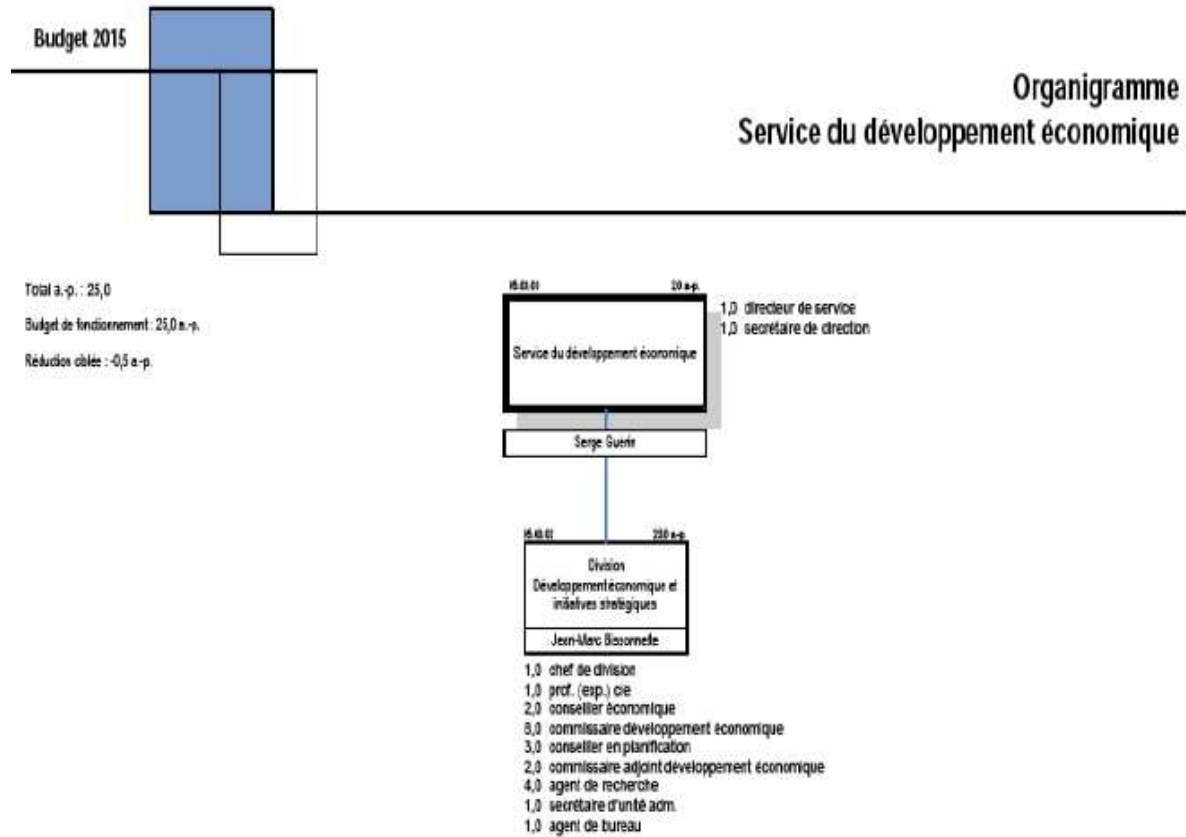 Budget 2015
Organigramme
Service du développement économique
Total a.-p. : 25,0
Budget de fonctionnement : 25,0 a.-p.
Réduction ciblée : -0,5 a-p.
2,0 a-p.
Service du développement économique
1,0 directeur de service
1,0 secrétaire de direction
Serge Guérin
23,0 a-p.
Division
Développement économique et
initiatives stratégiques
Jean-Marc Bissonnette
1,0 chef de division
1,0 prof. (esp.) cie
2,0 conseiller économique
8,0 commissaire développement économique
3,0 conseiller en planification
2,0 commissaire adjoint développement économique
4,0 agent de recherche
1,0 secrétaire d'unité adm.
1,0 agent de bureau